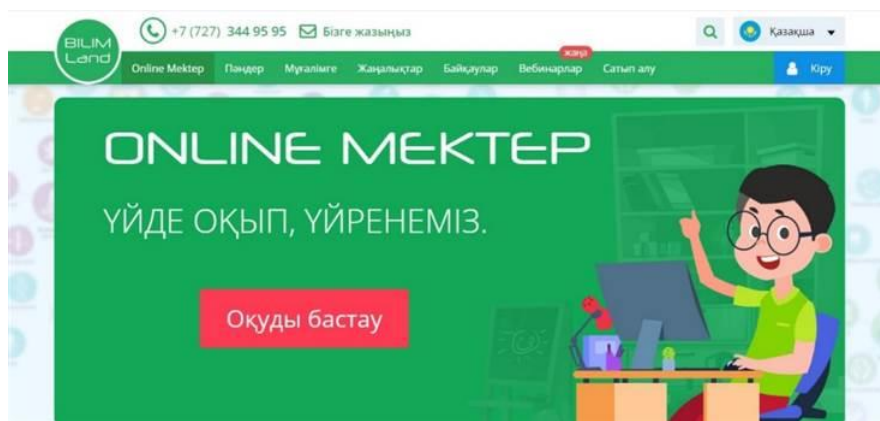 BILIM
Land
+7 (727) 344 95 95 Бізге жазыңыз
Қазақша
жаңа
Online Mektep Пәндер Мұғалімге Жаңалықтар Байқаулар Вебинарлар Сатып алу Кіру
ONLINE MEKTEP
ҮЙДЕ ОҚЫП, ҮЙРЕНЕМІЗ.
Оқуды бастау